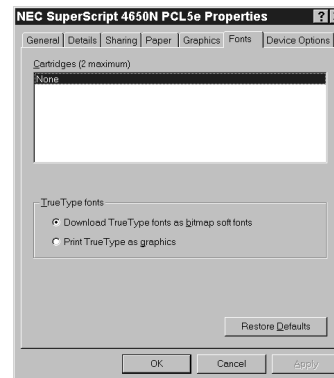 NEC SuperScript 4650N PCL5e Properties
General Details Sharing Paper Graphics Fonts Device Options
Cartridges (2 maximum)
None
TrueType fonts
Download TrueType fonts as bitmap soft fonts
Print TrueType as graphics
Restore Defaults
OK Cancel Apply